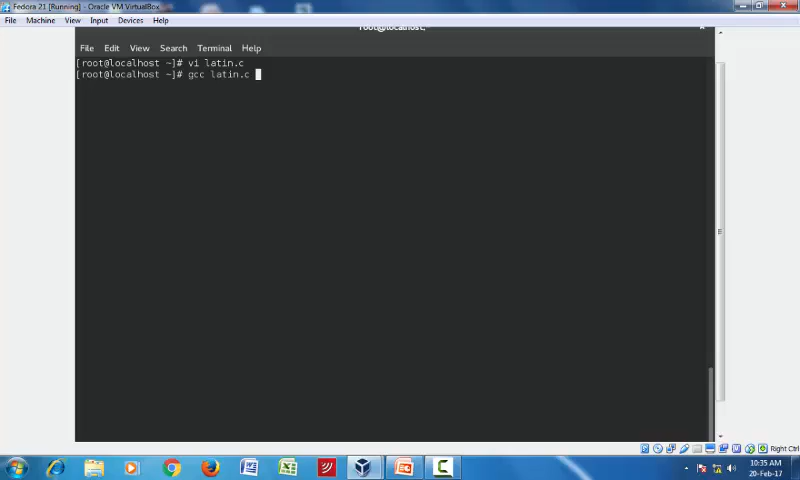 Fedora 21 [Running] - Oracle VM VirtualBox
File Machine View Input Devices Help
root@localhost:~
File Edit View Search Terminal Help
[root@localhost ~]# vi latin.c
[root@localhost ~]# gcc latin.c
Right Ctrl
10:35 AM
20-Feb-17